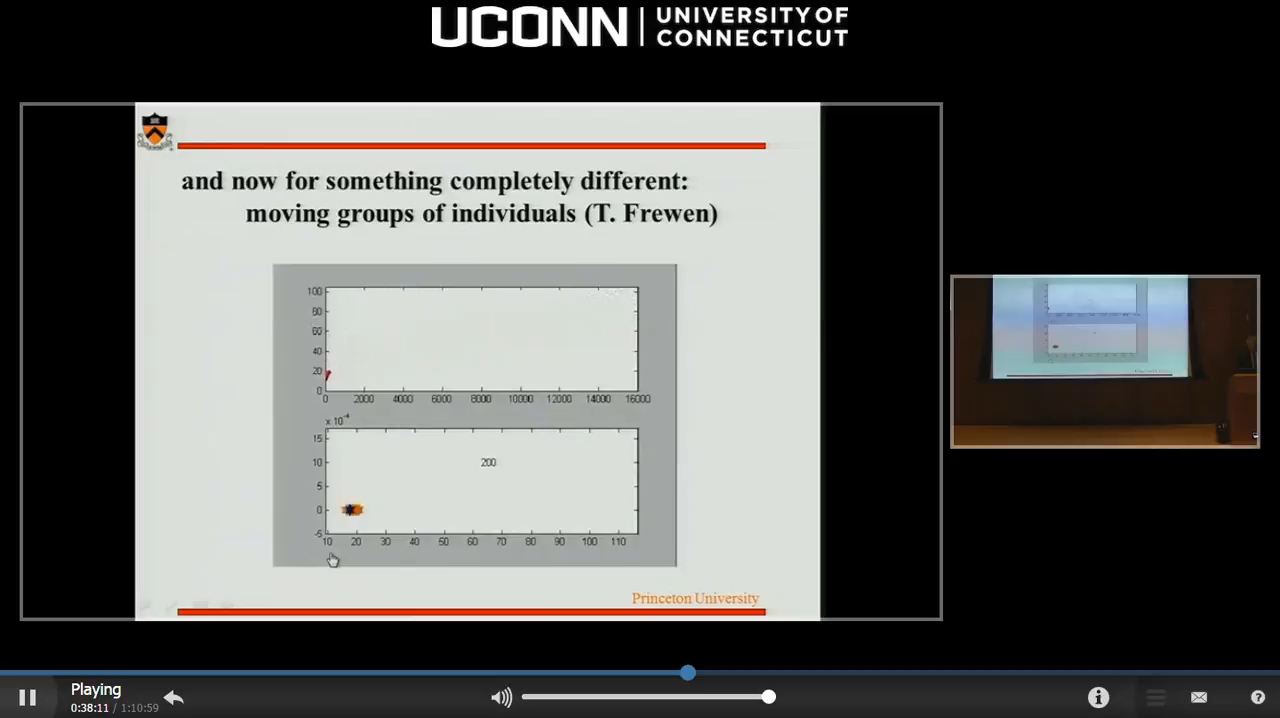 UCONN
UNIVERSITY OF
CONNECTICUT
and now for something completely different:
moving groups of individuals (T. Frewen)
100
80
60
40
20
0
0 2000 4000 6000 8000 10000 12000 14000 16000
x 10⁻⁴
15
10
5
0
-5
200
10 20 30 40 50 60 70 80 90 100 110
Princeton University
Playing
0:38:11 / 1:10:59